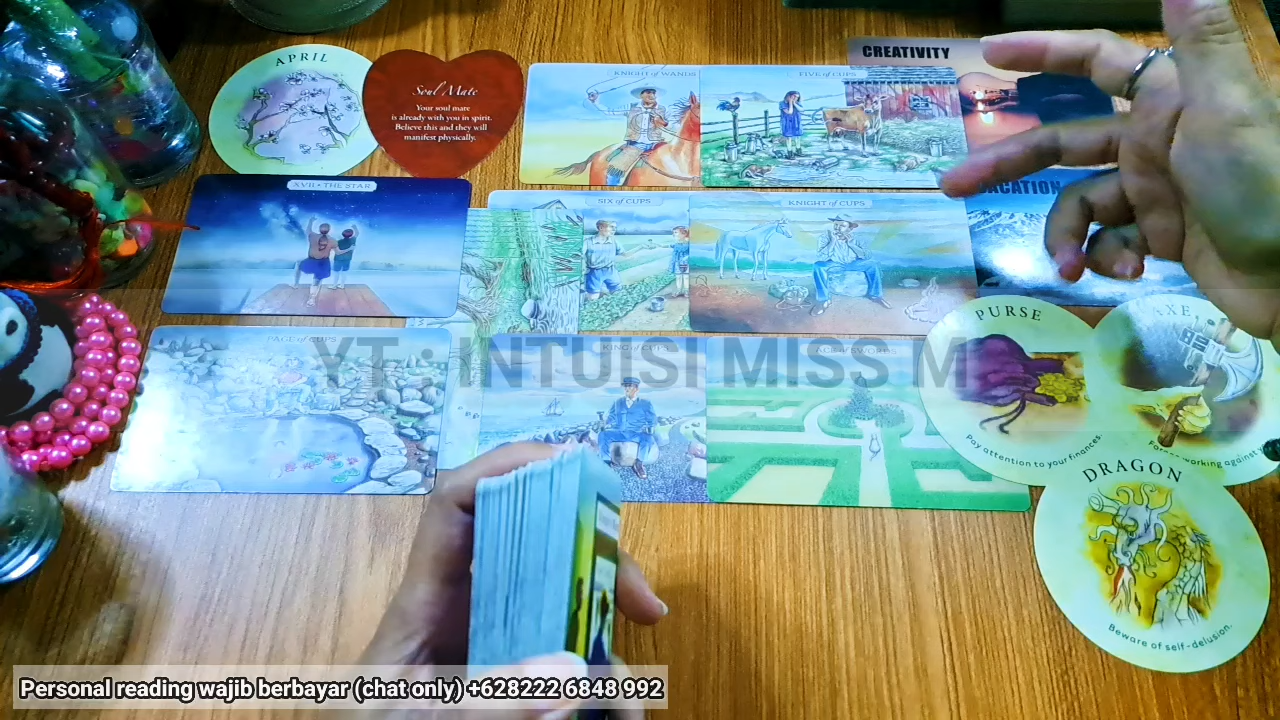 APRIL
Soul Mate
Your soul mate
is already with you in spirit.
Believe this and they will
manifest physically.
KNIGHT of WANDS
FIVE of CUPS
CREATIVITY
XVII • THE STAR
SIX of CUPS
KNIGHT of CUPS
VACATION
PAGE of CUPS
KING of CUPS
SWORDS
YT : INTUISI MISS M
PURSE
Pay attention to your finances.
AXE
working against
DRAGON
Beware of self-delusion.
Personal reading wajib berbayar (chat only) +628222 6848 992